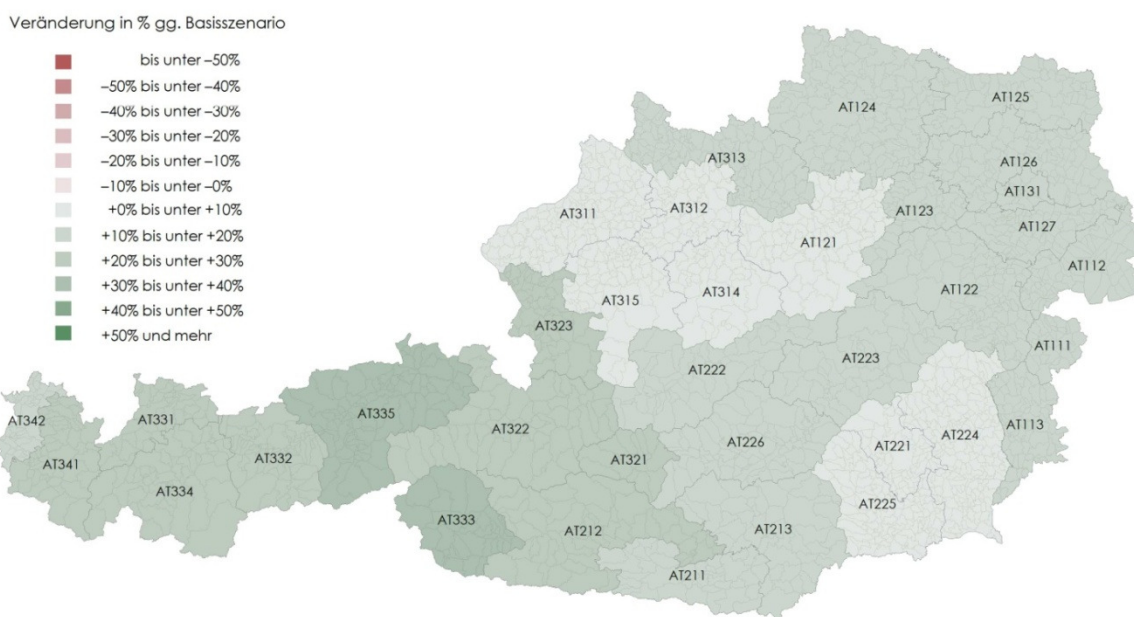 Veränderung in % gg. Basisszenario
bis unter –50%
–50% bis unter –40%
–40% bis unter –30%
–30% bis unter –20%
–20% bis unter –10%
–10% bis unter –0%
+0% bis unter +10%
+10% bis unter +20%
+20% bis unter +30%
+30% bis unter +40%
+40% bis unter +50%
+50% und mehr
AT124
AT125
AT313
AT126
AT131
AT311
AT312
AT123
AT121
AT127
AT112
AT315
AT314
AT122
AT323
AT111
AT222
AT223
AT342
AT331
AT335
AT322
AT113
AT226
AT221
AT224
AT341
AT332
AT321
AT334
AT225
AT333
AT212
AT213
AT211